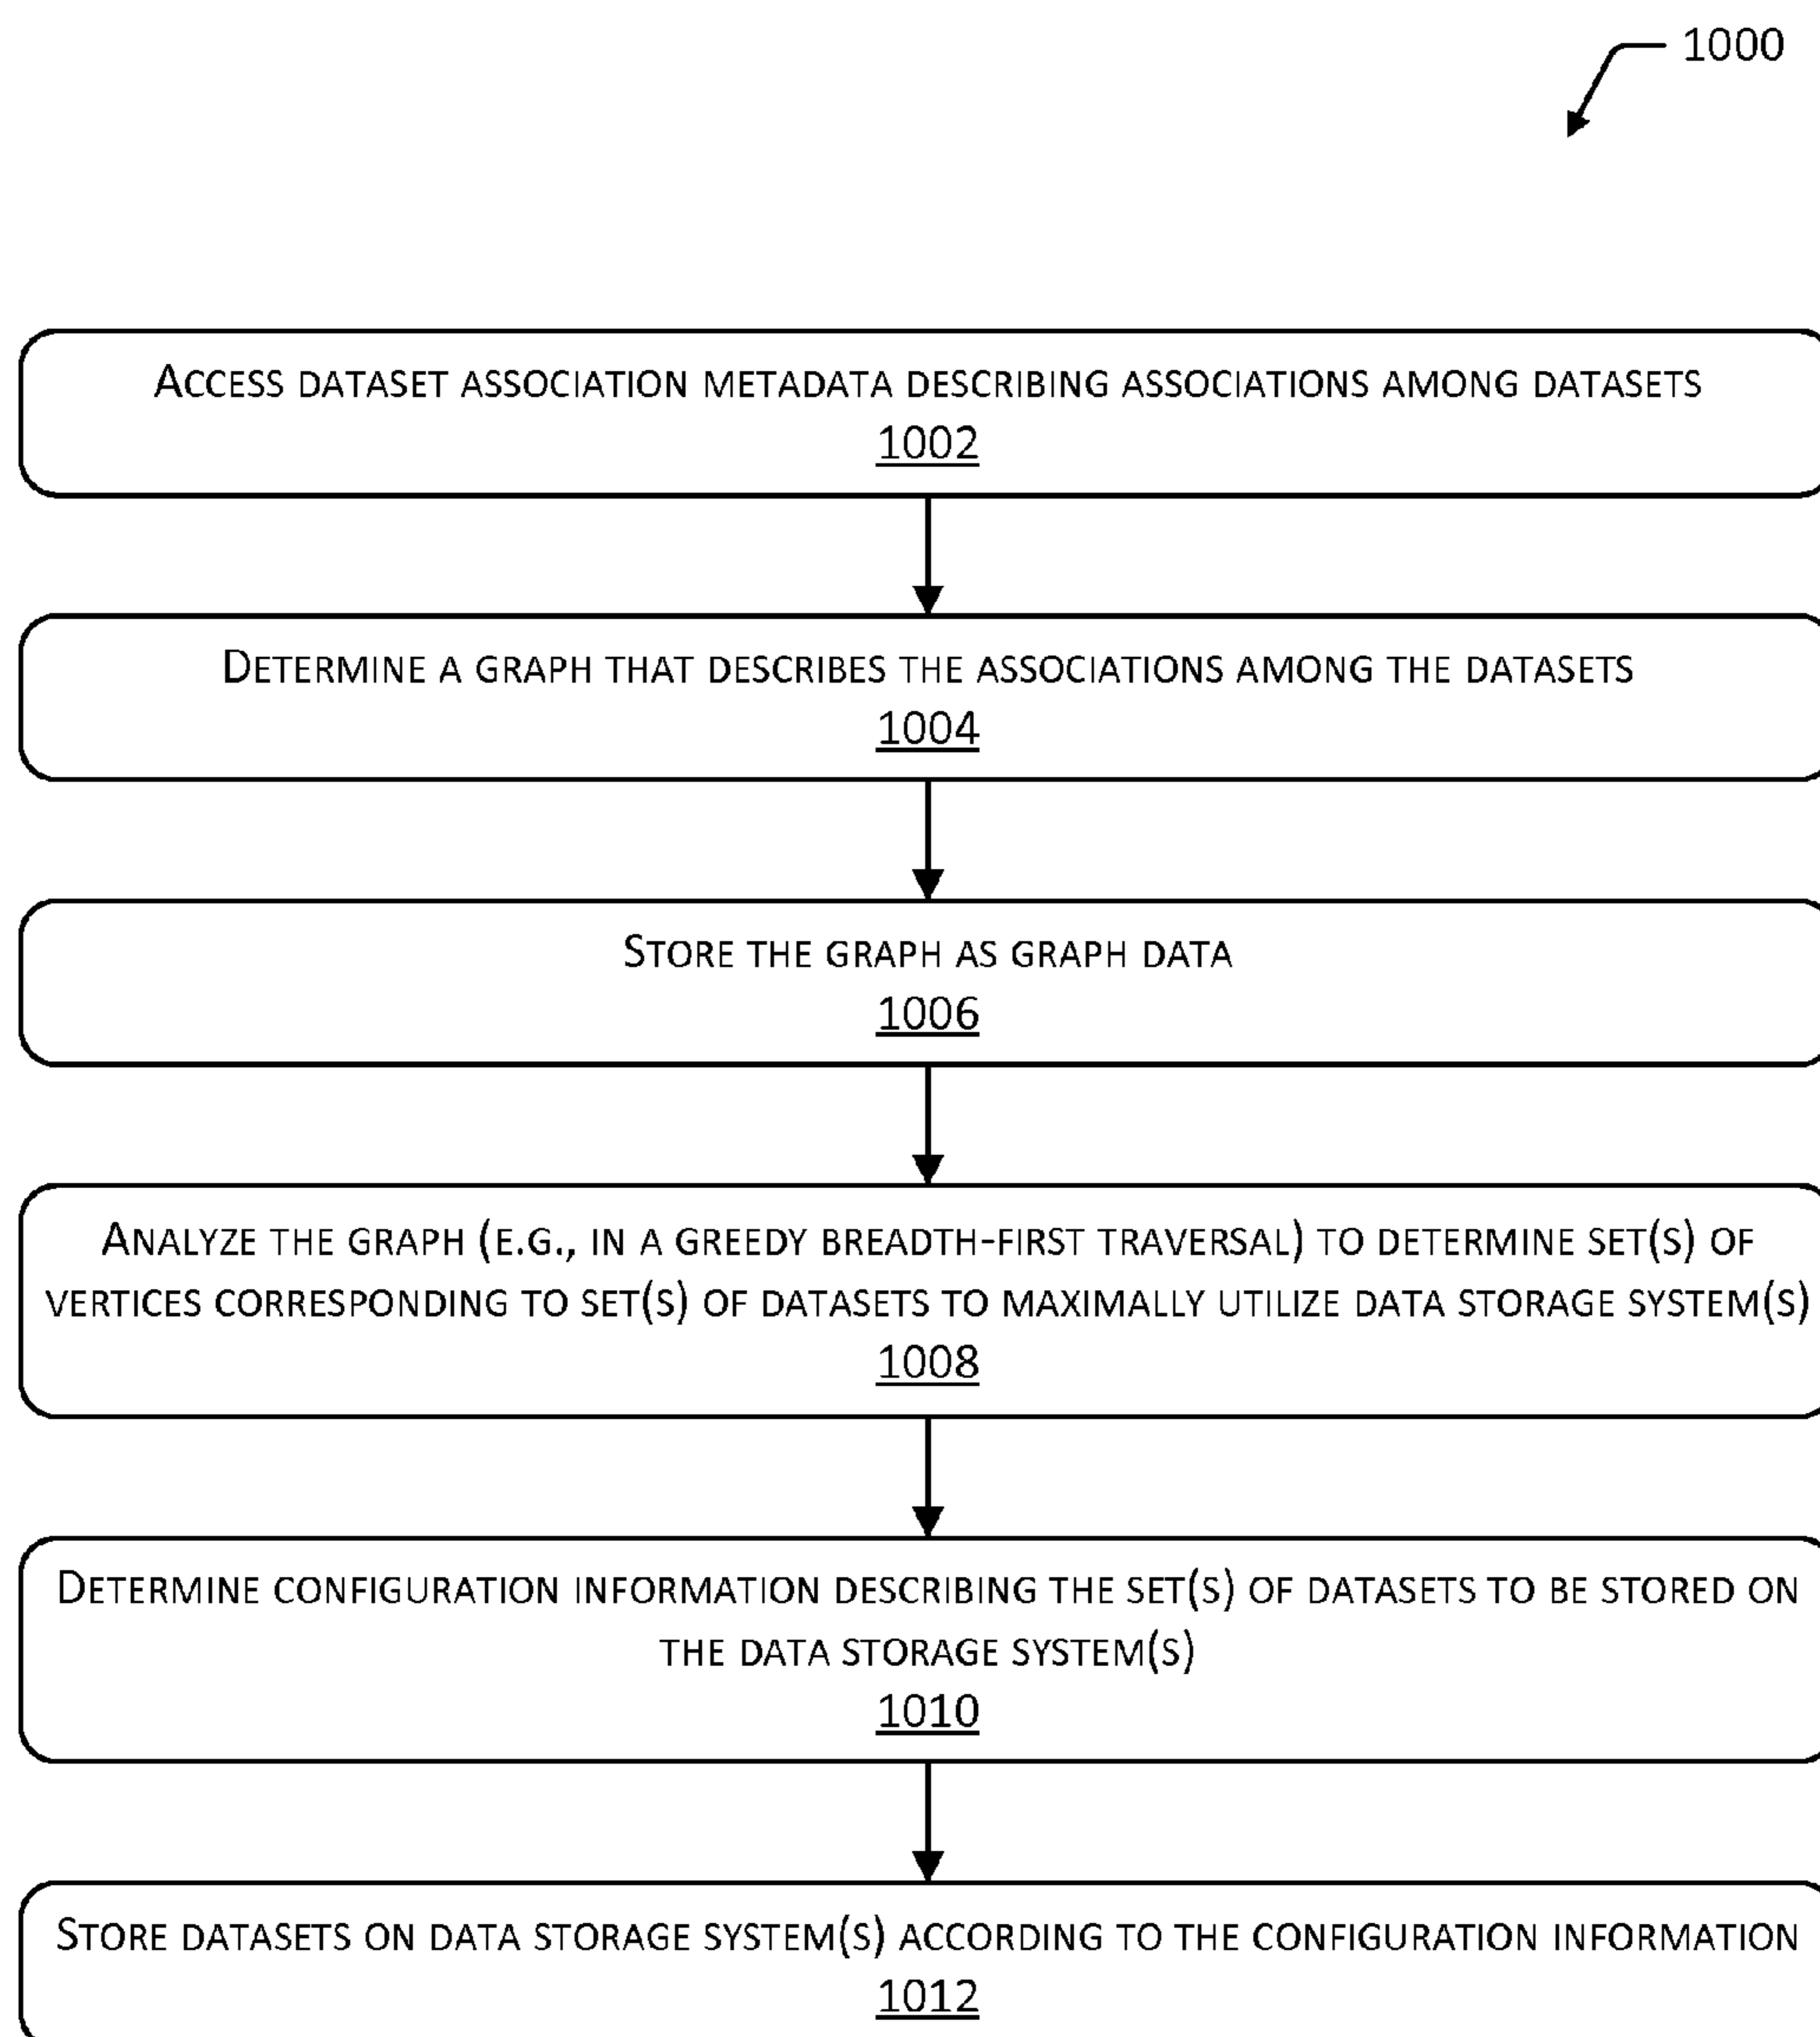 1000
ACCESS DATASET ASSOCIATION METADATA DESCRIBING ASSOCIATIONS AMONG DATASETS
1002
DETERMINE A GRAPH THAT DESCRIBES THE ASSOCIATIONS AMONG THE DATASETS
1004
STORE THE GRAPH AS GRAPH DATA
1006
ANALYZE THE GRAPH (E.G., IN A GREEDY BREADTH-FIRST TRAVERSAL) TO DETERMINE SET(S) OF
VERTICES CORRESPONDING TO SET(S) OF DATASETS TO MAXIMALLY UTILIZE DATA STORAGE SYSTEM(S)
1008
DETERMINE CONFIGURATION INFORMATION DESCRIBING THE SET(S) OF DATASETS TO BE STORED ON
THE DATA STORAGE SYSTEM(S)
1010
STORE DATASETS ON DATA STORAGE SYSTEM(S) ACCORDING TO THE CONFIGURATION INFORMATION
1012